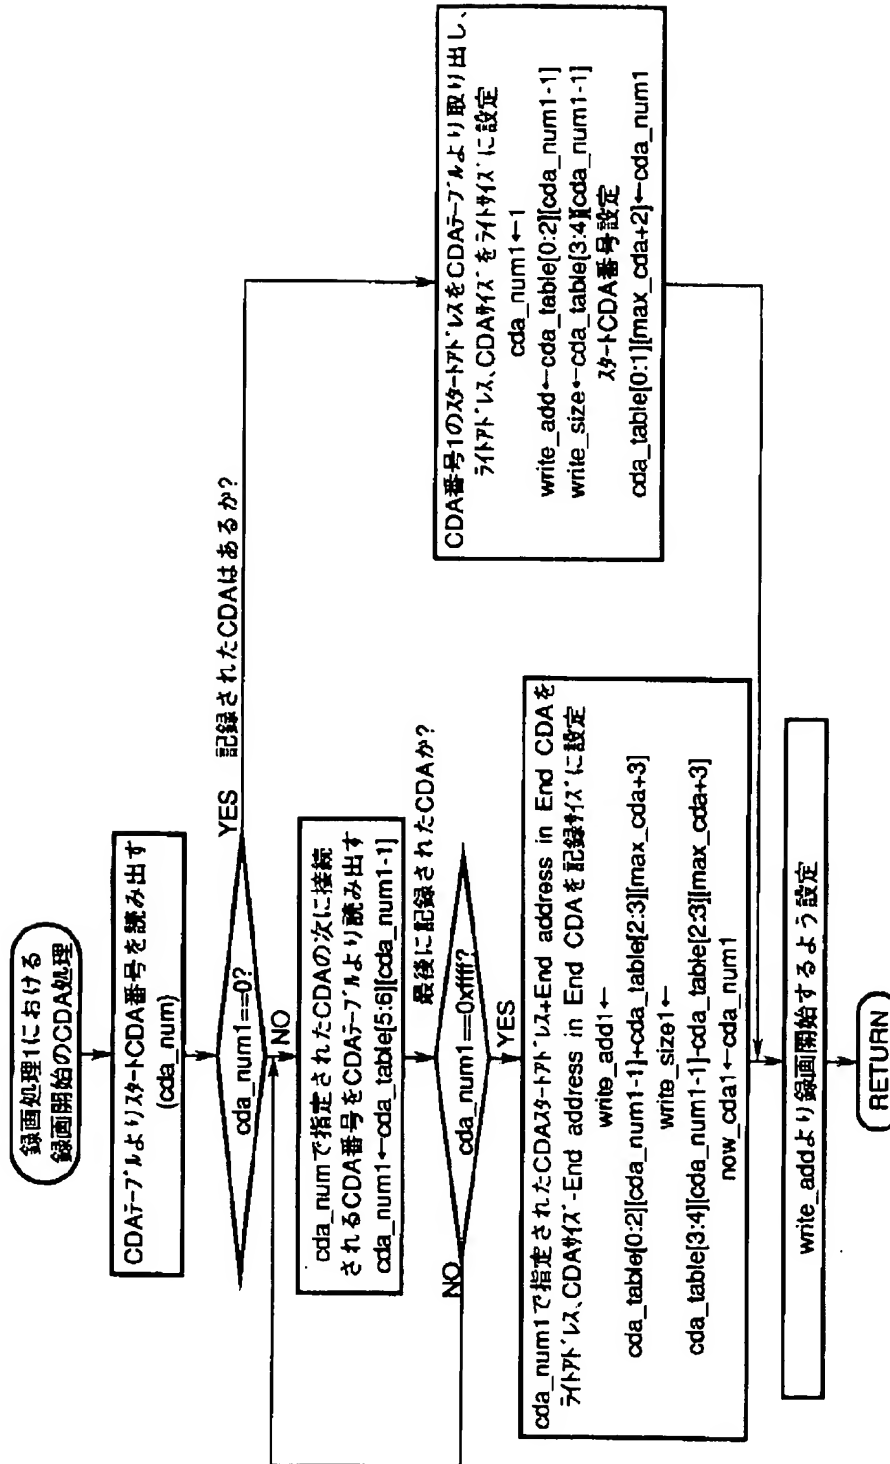 録画処理1における
録画開始のCDA処理
CDAテーブルよりスタートCDA番号を読み出す
(cda_num)
cda_num1==0?
YES
記録されたCDAはあるか?
NO
cda_numで指定されたCDAの次に接続
されるCDA番号をCDAテーブルより読み出す
cda_num1←cda_table[5:6][cda_num1-1]
最後に記録されたCDAか?
cda_num1==0xffff?
NO
YES
cda_num1で指定されたCDAスタートアドレス+End address in End CDAを
ライトアドレス、CDAサイズ-End address in End CDAを記録サイズに設定
write_add1←
cda_table[0:2][cda_num1-1]+cda_table[2:3][max_cda+3]
write_size1←
cda_table[3:4][cda_num1-1]-cda_table[2:3][max_cda+3]
now_cda1←cda_num1
CDA番号1のスタートアドレスをCDAテーブルより取り出し、
ライトアドレス、CDAサイズをライトサイズに設定
cda_num1←1
write_add←cda_table[0:2][cda_num1-1]
write_size←cda_table[3:4][cda_num1-1]
スタートCDA番号設定
cda_table[0:1][max_cda+2]←cda_num1
write_addより録画開始するよう設定
RETURN